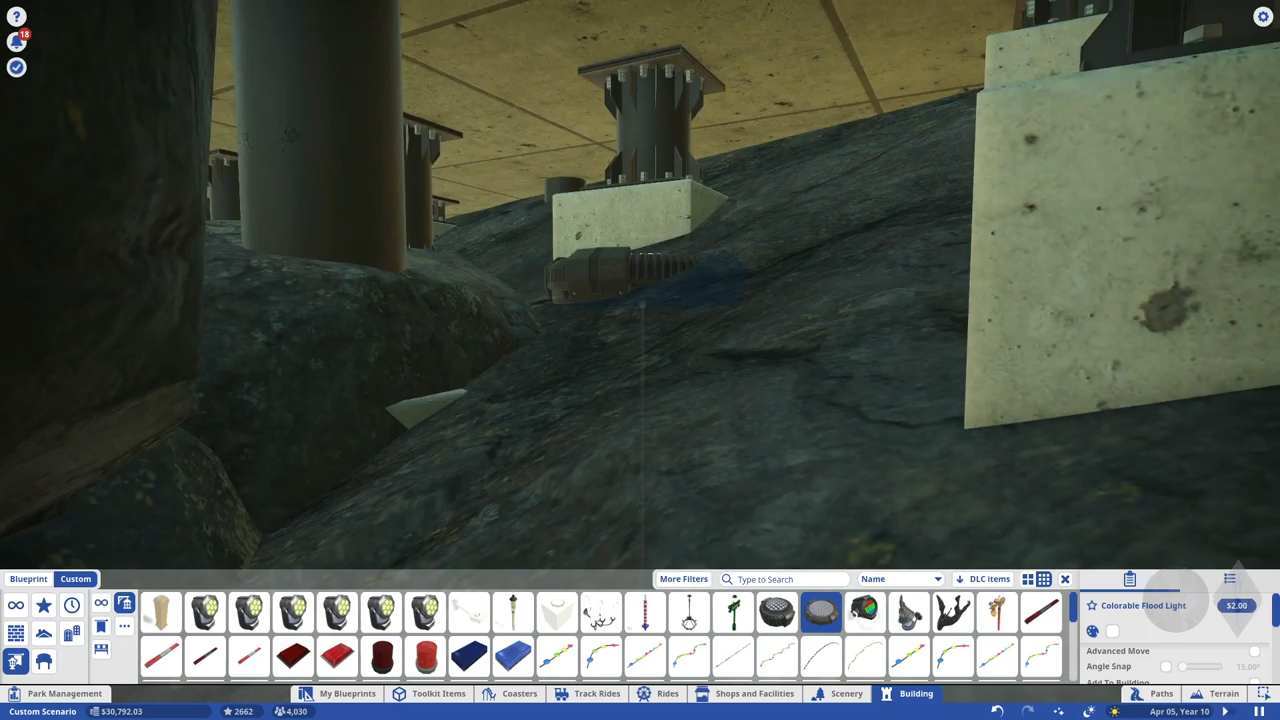 ?
18
Blueprint
Custom
More Filters
Type to Search
Name
DLC items
Colorable Flood Light
$2.00
Advanced Move
Angle Snap
15.00°
Park Management
My Blueprints
Toolkit Items
Coasters
Track Rides
Rides
Shops and Facilities
Scenery
Building
Paths
Terrain
Custom Scenario
$30,792.03
2662
4,030
Apr 05, Year 10